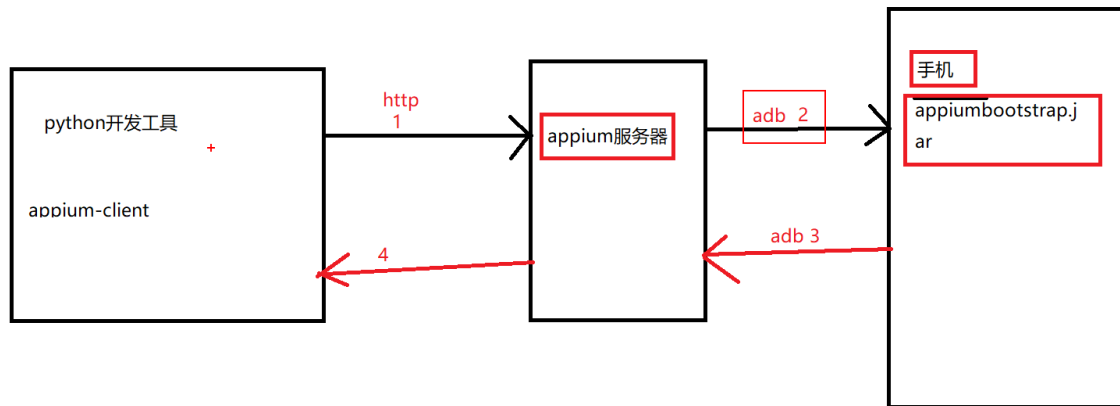 python开发工具
appium-client
http
1
appium服务器
adb 2
手机
appiumbootstrap.j
ar
4
adb 3